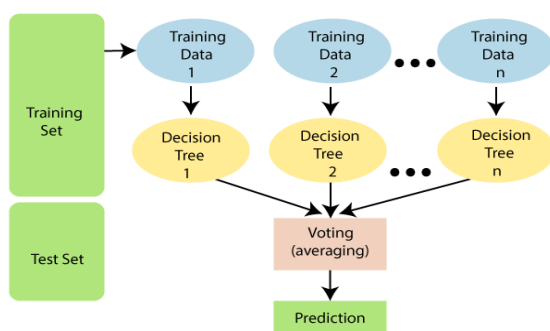 Training
Set
Test Set
Training
Data
1
Training
Data
2
Training
Data
n
Decision
Tree
1
Decision
Tree
2
Decision
Tree
n
Voting
(averaging)
Prediction